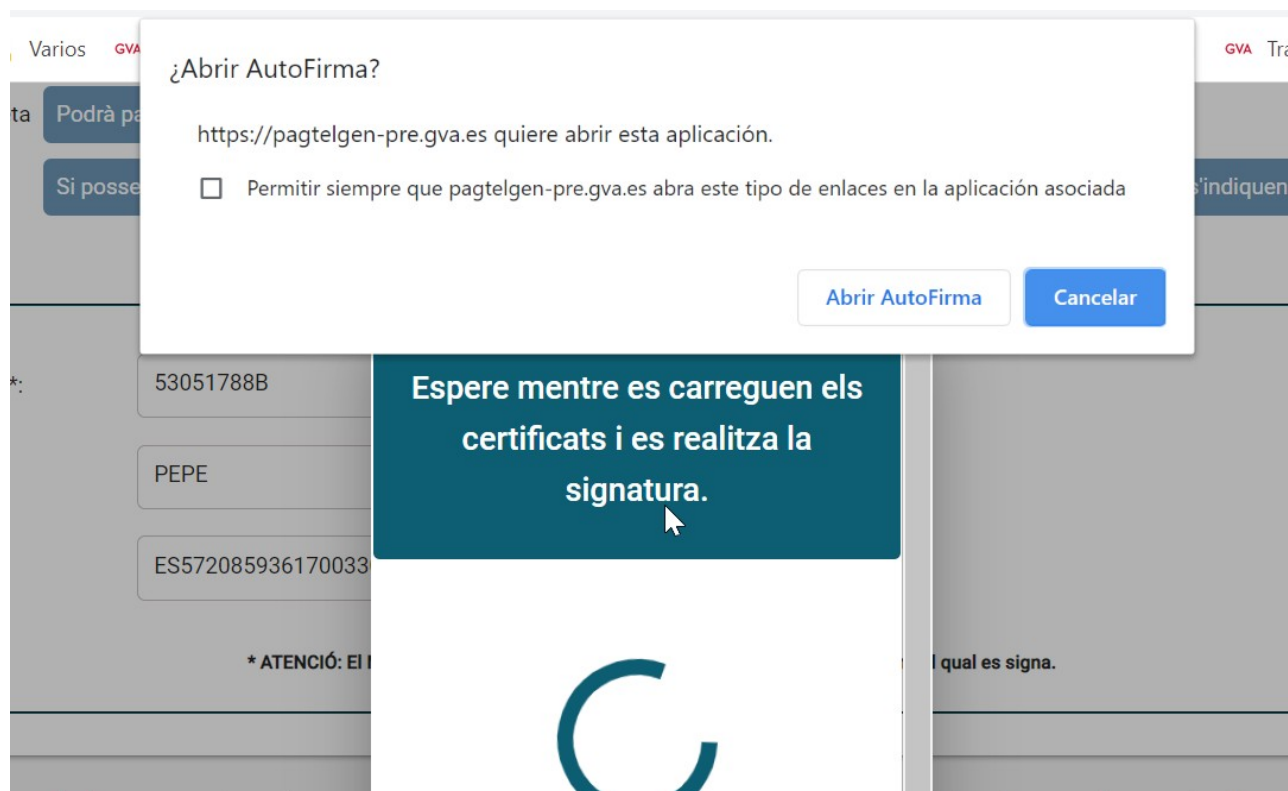 Varios GVA
GVA Tra
¿Abrir AutoFirma?
https://pagtelgen-pre.gva.es quiere abrir esta aplicación.
Permitir siempre que pagtelgen-pre.gva.es abra este tipo de enlaces en la aplicación asociada
Abrir AutoFirma
Cancelar
ta
Podrà pa
Si posse
s'indiquen
*:
53051788B
PEPE
ES572085936170033
Espere mentre es carreguen els
certificats i es realitza la
signatura.
* ATENCIÓ: El
l qual es signa.